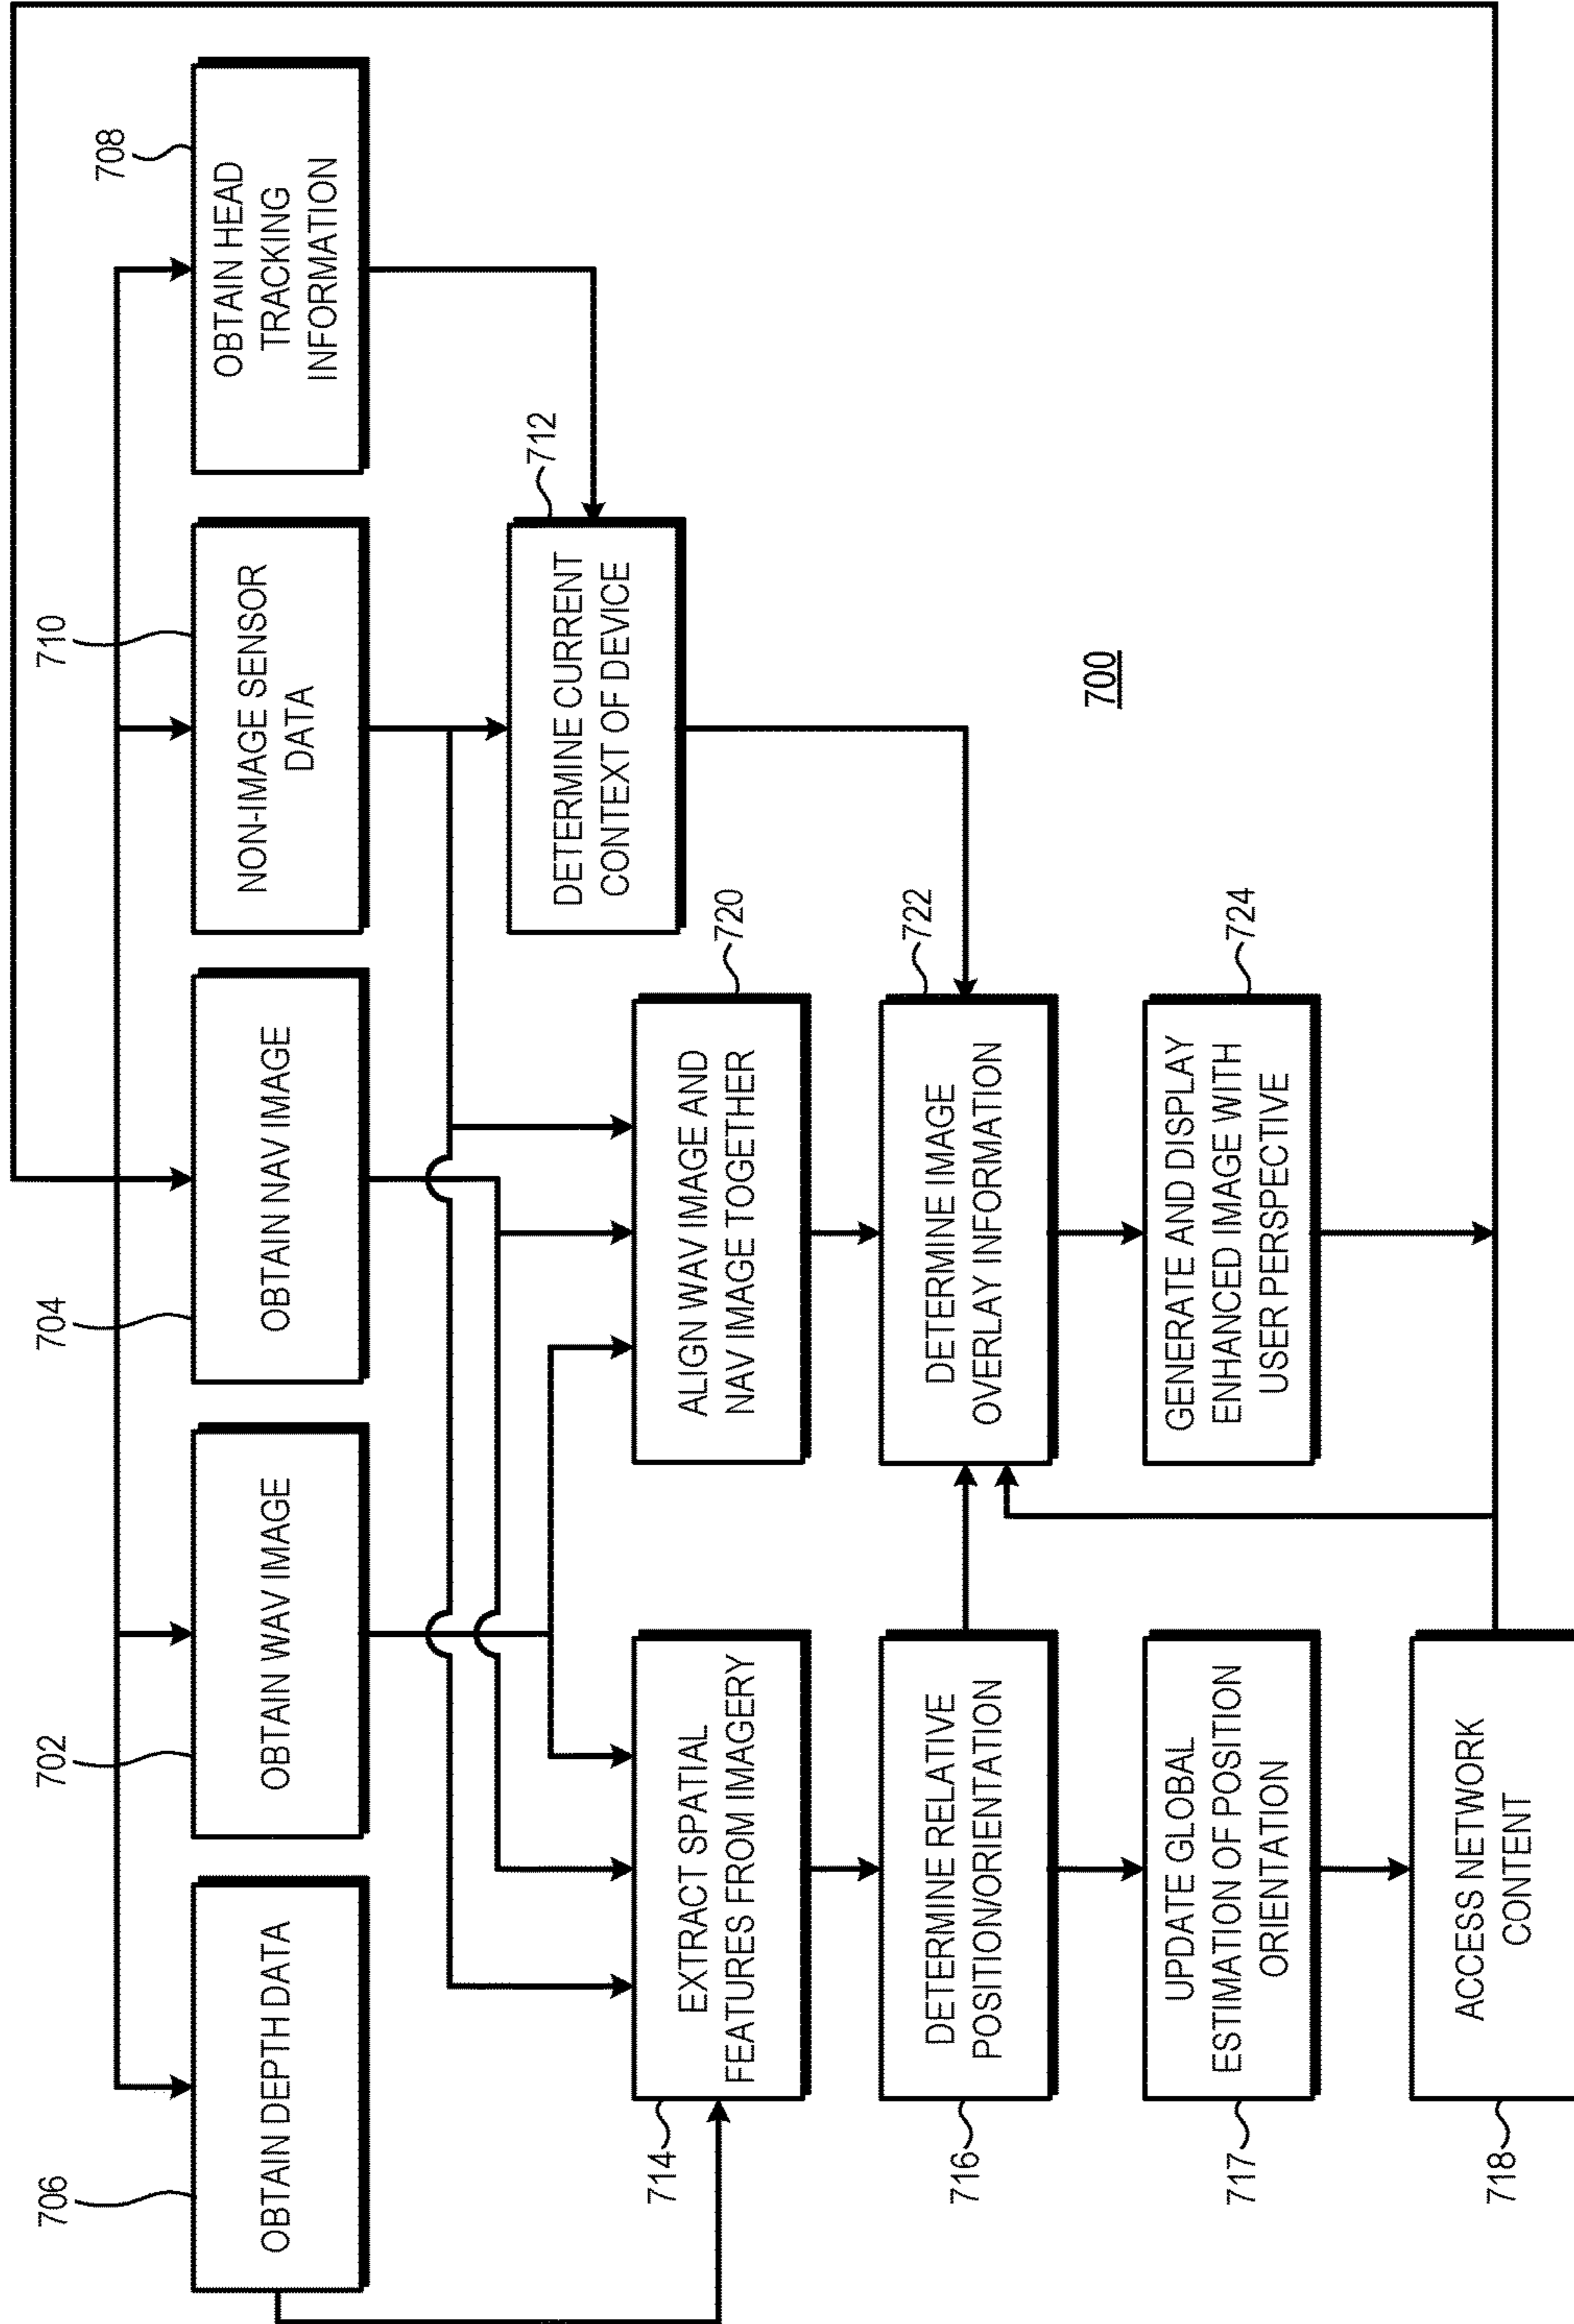 706
OBTAIN DEPTH DATA
702
OBTAIN WAV IMAGE
704
OBTAIN NAV IMAGE
710
NON-IMAGE SENSOR
DATA
708
OBTAIN HEAD
TRACKING
INFORMATION
712
DETERMINE CURRENT
CONTEXT OF DEVICE
714
EXTRACT SPATIAL
FEATURES FROM IMAGERY
720
ALIGN WAV IMAGE AND
NAV IMAGE TOGETHER
716
DETERMINE RELATIVE
POSITION/ORIENTATION
722
DETERMINE IMAGE
OVERLAY INFORMATION
717
UPDATE GLOBAL
ESTIMATION OF POSITION
ORIENTATION
724
GENERATE AND DISPLAY
ENHANCED IMAGE WITH
USER PERSPECTIVE
718
ACCESS NETWORK
CONTENT
700